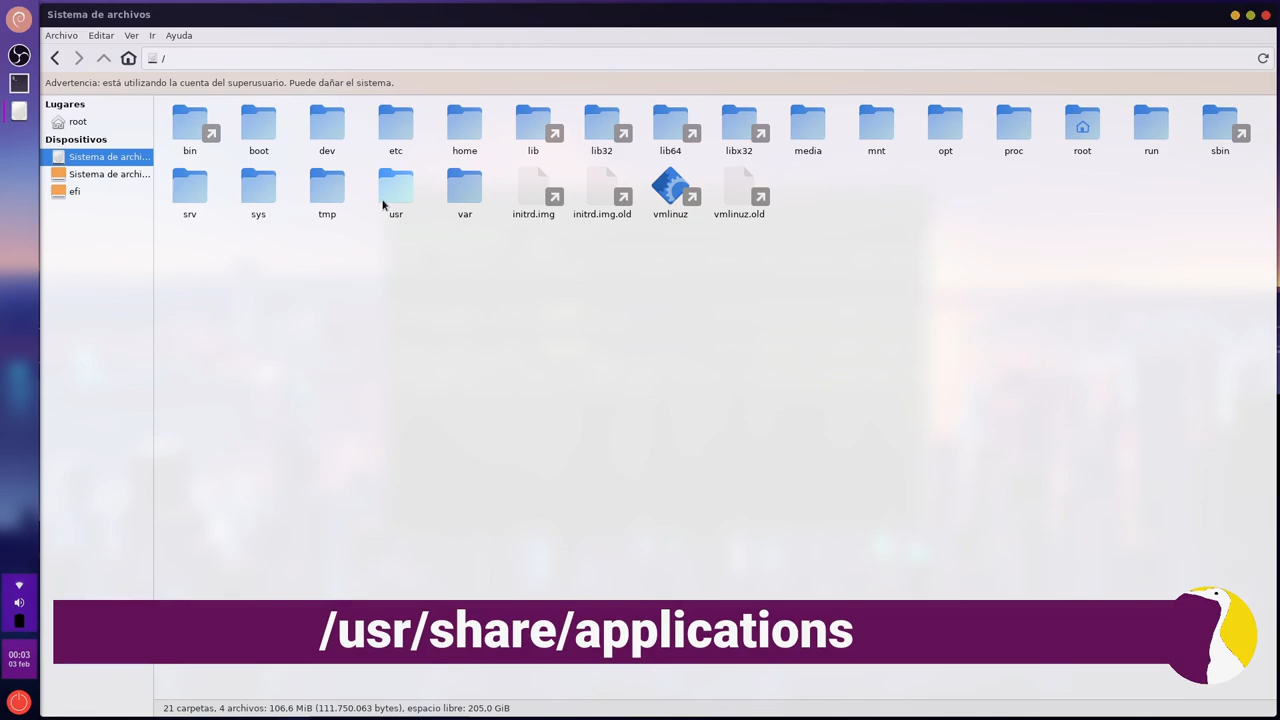 Sistema de archivos
Archivo Editar Ver Ir Ayuda
/
Advertencia: está utilizando la cuenta del superusuario. Puede dañar el sistema.
Lugares
root
Dispositivos
Sistema de archi...
Sistema de archi...
efi
bin boot dev etc home lib lib32 lib64 libx32 media mnt opt proc root run sbin
srv sys tmp usr var initrd.img initrd.img.old vmlinuz vmlinuz.old
/usr/share/applications
00:03
03 feb
21 carpetas, 4 archivos: 106,6 MiB (111.750.063 bytes), espacio libre: 205,0 GiB